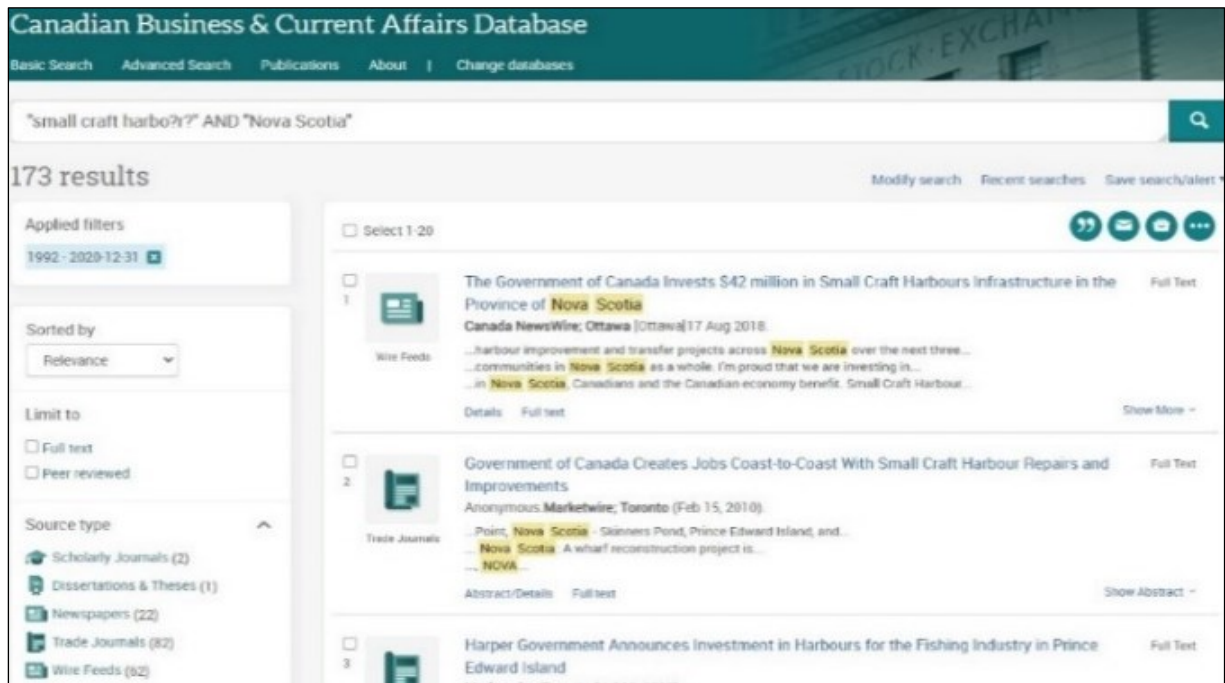 Canadian Business & Current Affairs Database
STOCK·EXCHAN
Basic Search Advanced Search Publications About | Change databases
"small craft harbo?r?" AND "Nova Scotia"
173 results
Modify search Recent searches Save search/alert
Applied filters
1992 - 2020-12-31
Sorted by
Relevance
Limit to
Full text
Peer reviewed
Source type
Scholarly Journals (2)
Dissertations & Theses (1)
Newspapers (22)
Trade Journals (82)
Wire Feeds (62)
Select 1-20
1
Wire Feeds
The Government of Canada Invests $42 million in Small Craft Harbours Infrastructure in the
Province of Nova Scotia
Full Text
Canada NewsWire; Ottawa [Ottawa]17 Aug 2018.
...harbour improvement and transfer projects across Nova Scotia over the next three...
...communities in Nova Scotia as a whole. I'm proud that we are investing in...
...in Nova Scotia, Canadians and the Canadian economy benefit. Small Craft Harbour...
Details Full text
Show More
2
Trade Journals
Government of Canada Creates Jobs Coast-to-Coast With Small Craft Harbour Repairs and
Improvements
Full Text
Anonymous.Marketwire; Toronto (Feb 15, 2010).
...Point, Nova Scotia - Skinners Pond, Prince Edward Island, and...
... Nova Scotia. A wharf reconstruction project is...
..., NOVA...
Abstract/Details Full text
Show Abstract
3
Harper Government Announces Investment in Harbours for the Fishing Industry in Prince
Edward Island
Full Text